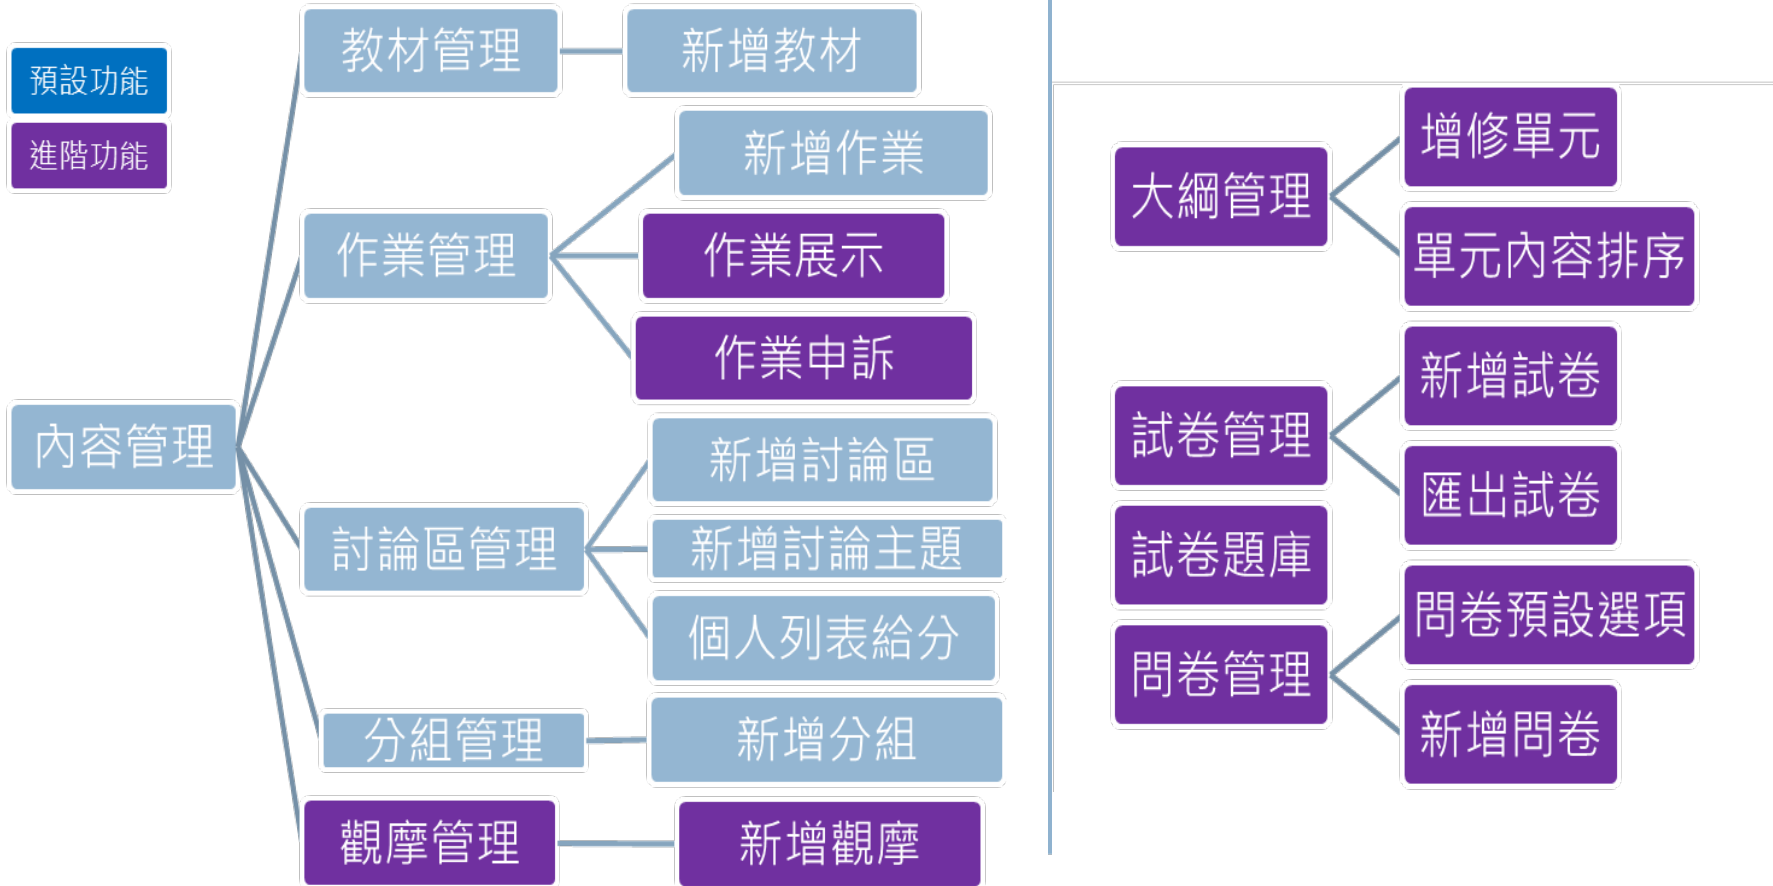 預設功能
進階功能
內容管理
教材管理
新增教材
作業管理
新增作業
作業展示
作業申訴
討論區管理
新增討論區
新增討論主題
個人列表給分
分組管理
新增分組
觀摩管理
新增觀摩
大綱管理
增修單元
單元內容排序
試卷管理
新增試卷
匯出試卷
試卷題庫
問卷管理
問卷預設選項
新增問卷